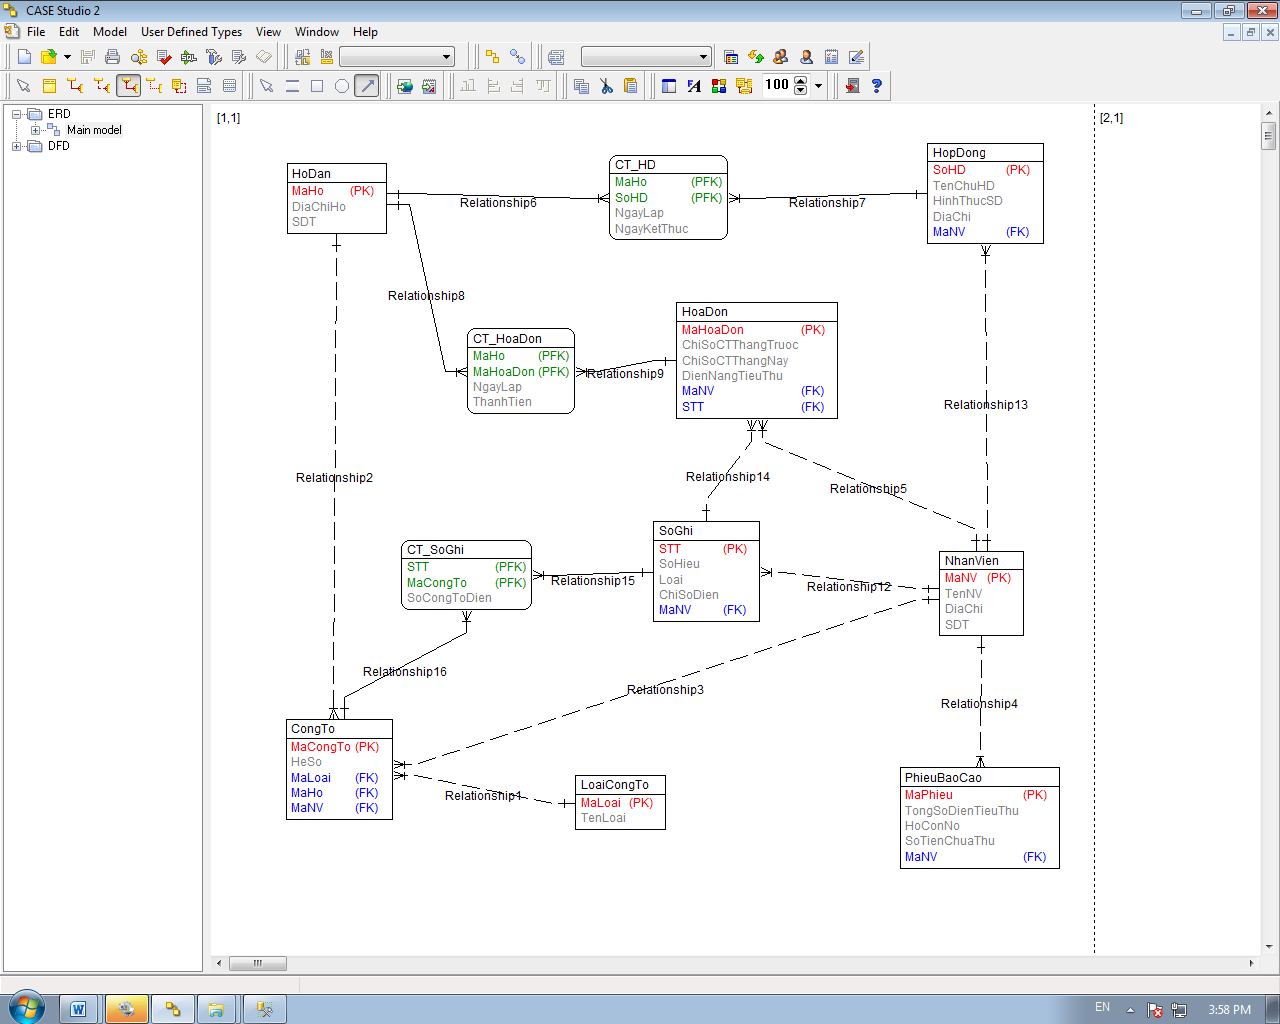 CASE Studio 2
File Edit Model User Defined Types View Window Help
100
ERD
Main model
DFD
[1,1]
[2,1]
HoDan
MaHo (PK)
DiaChiHo
SDT
CT_HD
MaHo (PFK)
SoHD (PFK)
NgayLap
NgayKetThuc
HopDong
SoHD (PK)
TenChuHD
HinhThucSD
DiaChi
MaNV (FK)
Relationship6
Relationship7
Relationship8
CT_HoaDon
MaHo (PFK)
MaHoaDon (PFK)
NgayLap
ThanhTien
Relationship9
HoaDon
MaHoaDon (PK)
ChiSoCTThangTruoc
ChiSoCTThangNay
DienNangTieuThu
MaNV (FK)
STT (FK)
Relationship13
Relationship2
Relationship14
Relationship5
CT_SoGhi
STT (PFK)
MaCongTo (PFK)
SoCongToDien
Relationship15
SoGhi
STT (PK)
SoHieu
Loai
ChiSoDien
MaNV (FK)
Relationship12
NhanVien
MaNV (PK)
TenNV
DiaChi
SDT
Relationship16
Relationship3
Relationship4
CongTo
MaCongTo (PK)
HeSo
MaLoai (FK)
MaHo (FK)
MaNV (FK)
Relationship1
LoaiCongTo
MaLoai (PK)
TenLoai
PhieuBaoCao
MaPhieu (PK)
TongSoDienTieuThu
HoConNo
SoTienChuaThu
MaNV (FK)
EN
3:58 PM